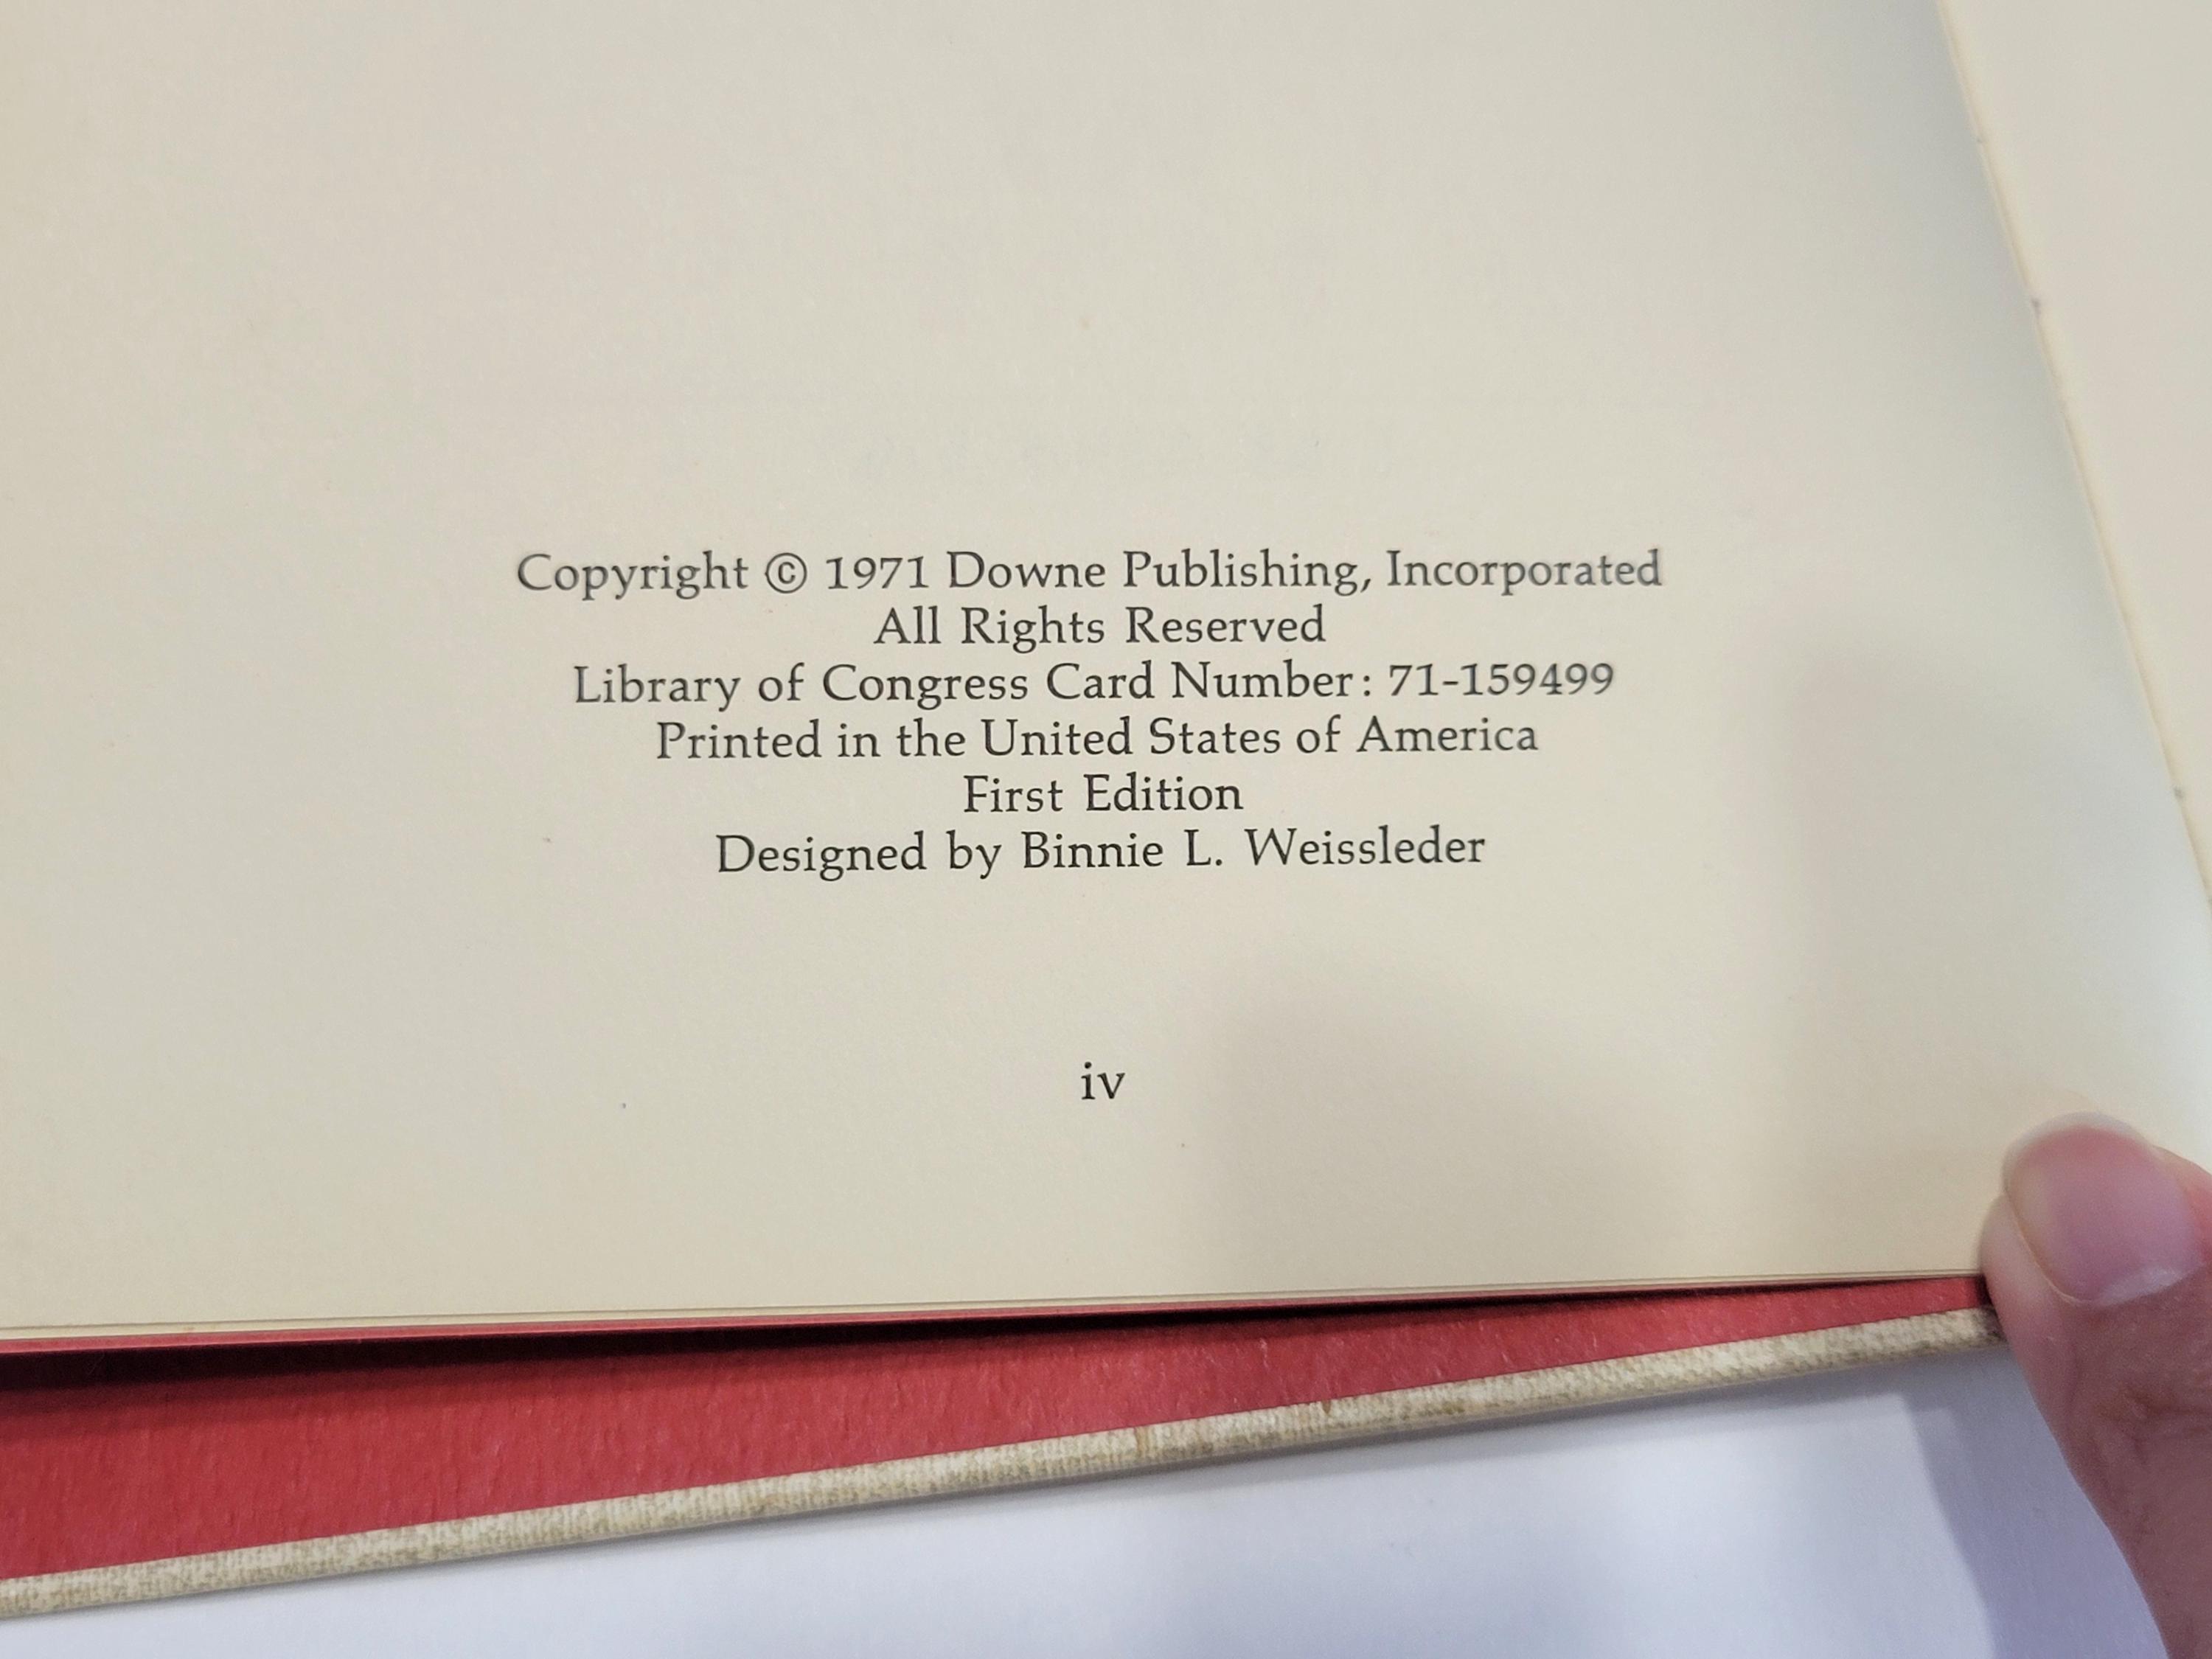 Copyright © 1971 Downe Publishing, Incorporated
All Rights Reserved
Library of Congress Card Number: 71-159499
Printed in the United States of America
First Edition
Designed by Binnie L. Weissleder
iv